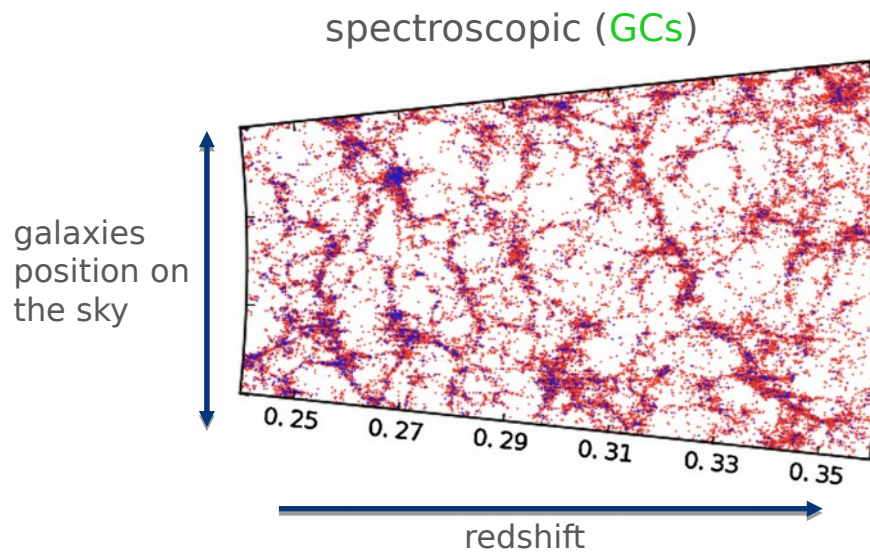 spectroscopic (GCs)
galaxies
position on
the sky
0. 25
0. 27
0. 29
0. 31
0. 33
0. 35
redshift